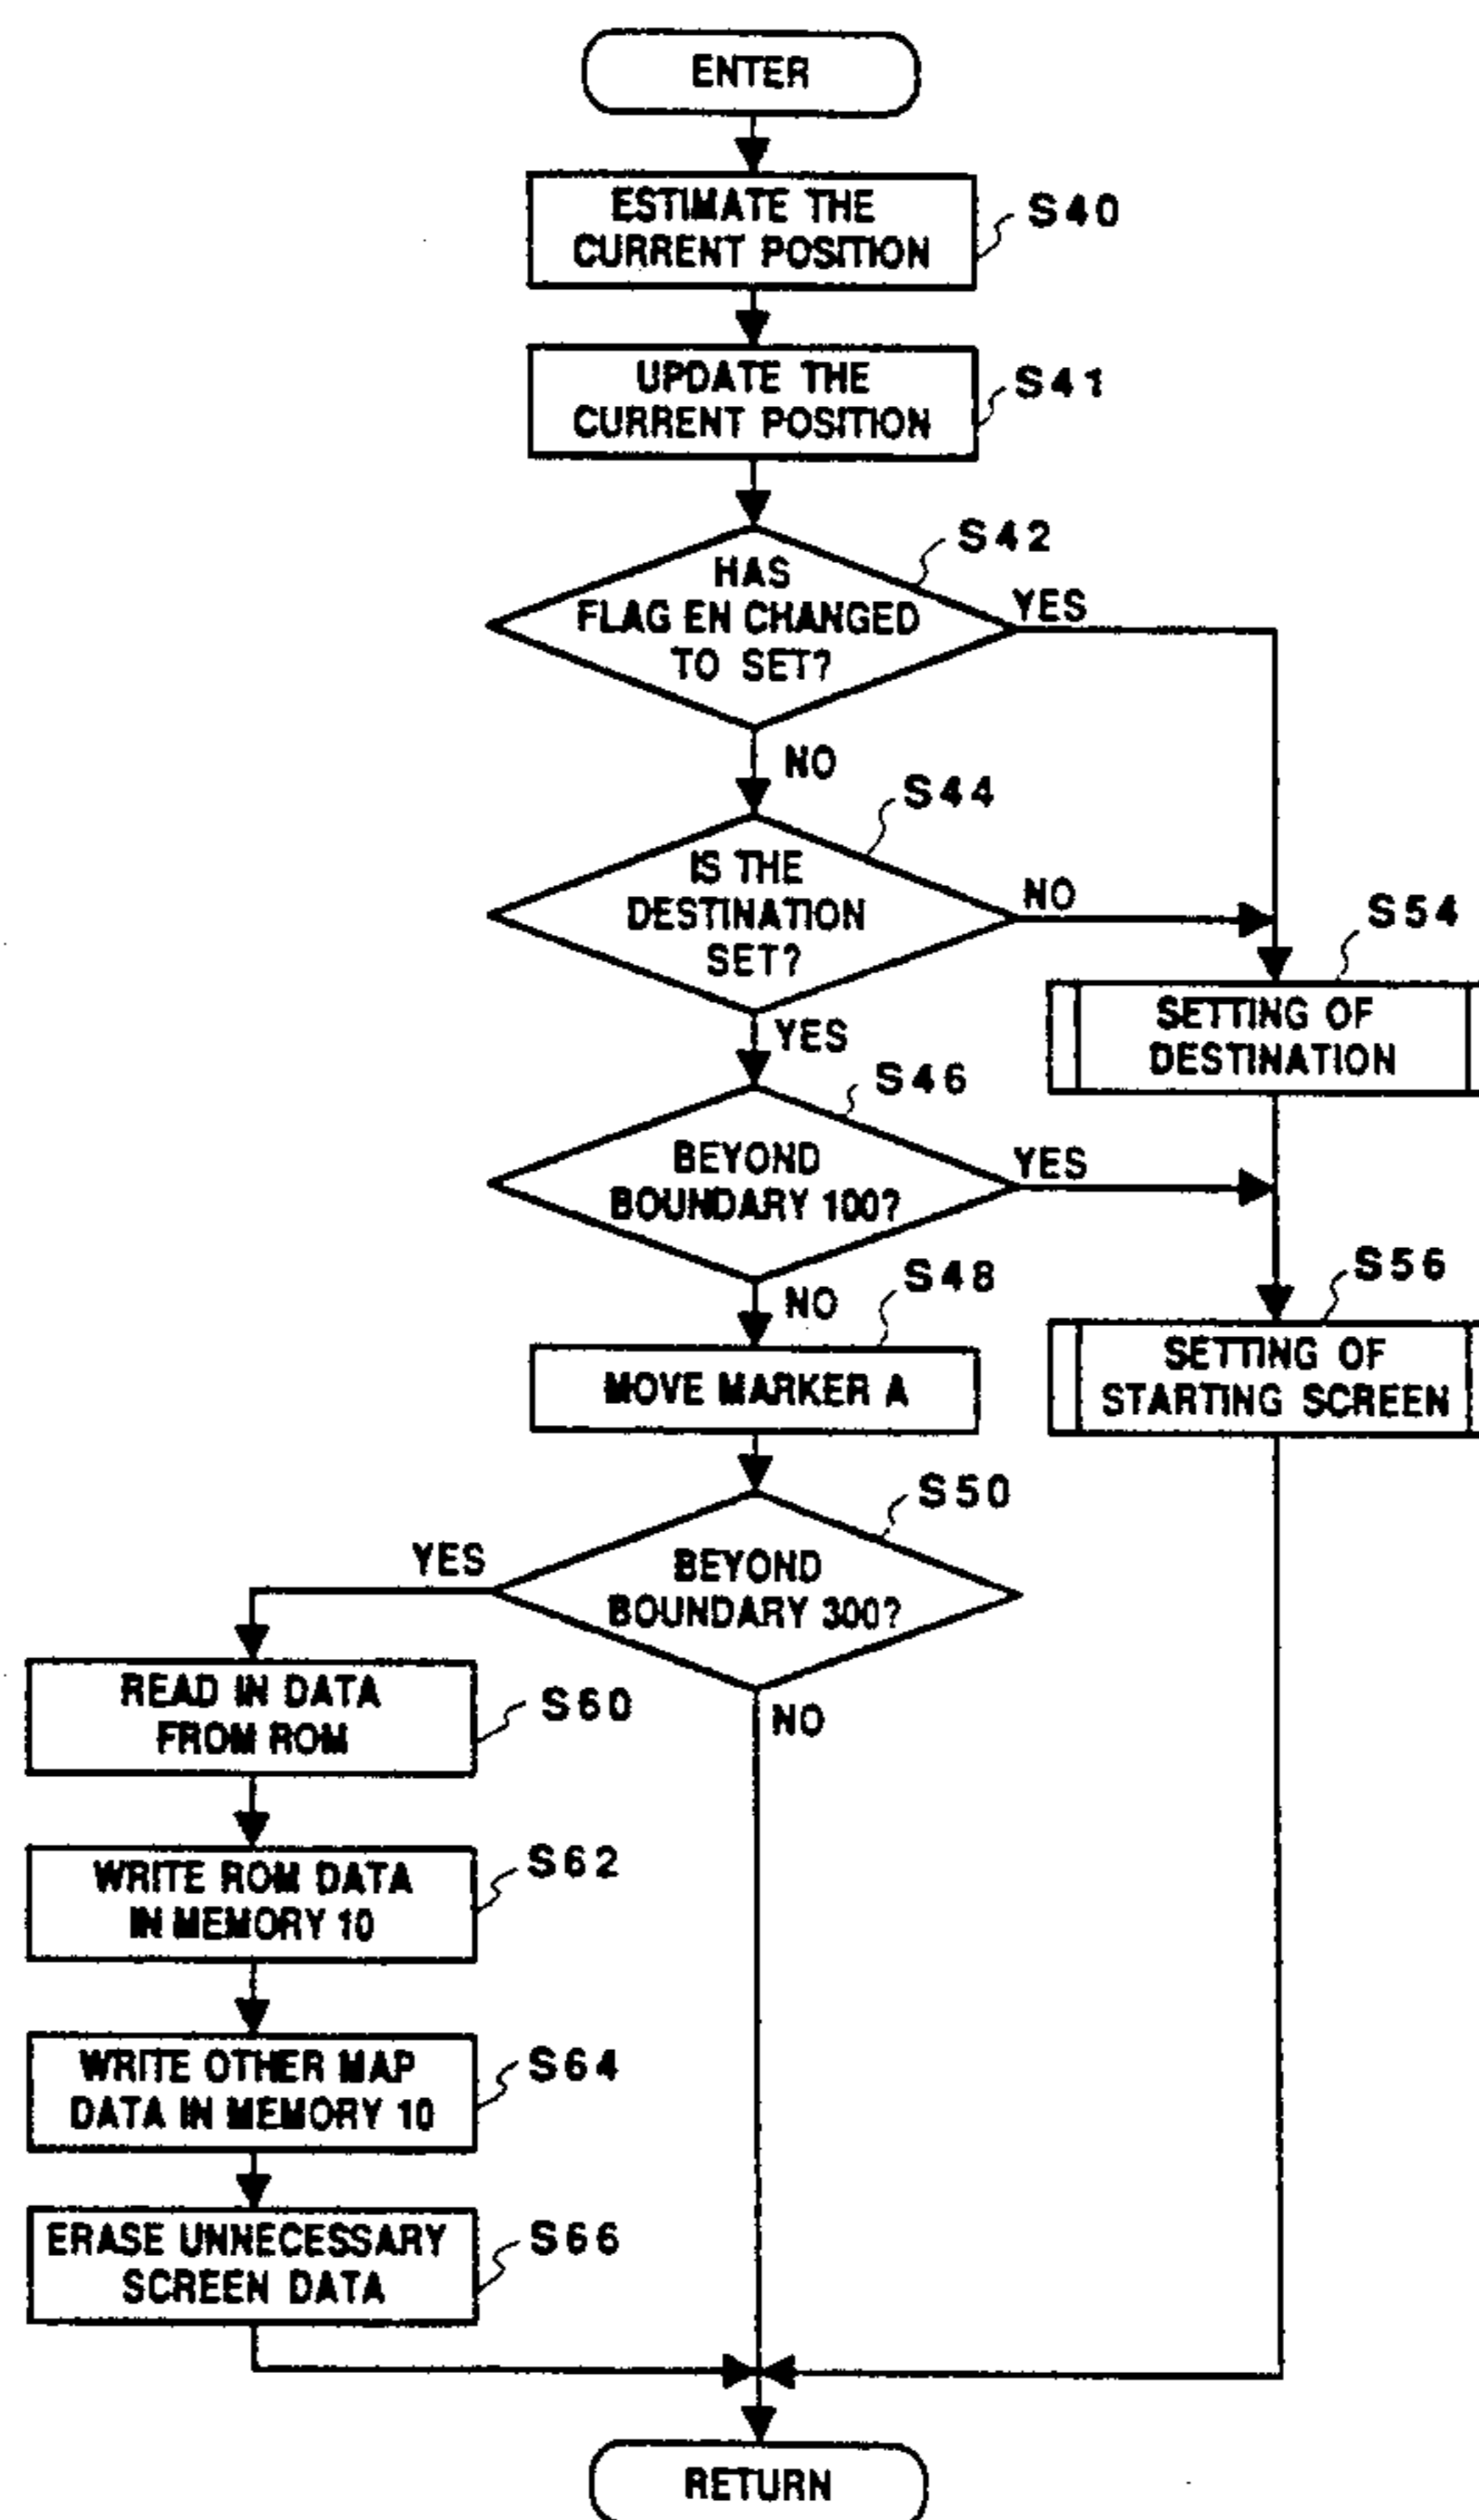 ENTER
ESTIMATE THE
CURRENT POSITION
S40
UPDATE THE
CURRENT POSITION
S41
S42
HAS
FLAG EN CHANGED
TO SET?
YES
NO
S44
IS THE
DESTINATION
SET?
NO
YES
S54
SETTING OF
DESTINATION
S46
BEYOND
BOUNDARY 100?
YES
NO
S48
MOVE MARKER A
S56
SETTING OF
STARTING SCREEN
S50
BEYOND
BOUNDARY 300?
YES
NO
READ IN DATA
FROM ROM
S60
WRITE ROM DATA
IN MEMORY 10
S62
WRITE OTHER MAP
DATA IN MEMORY 10
S64
ERASE UNNECESSARY
SCREEN DATA
S66
RETURN